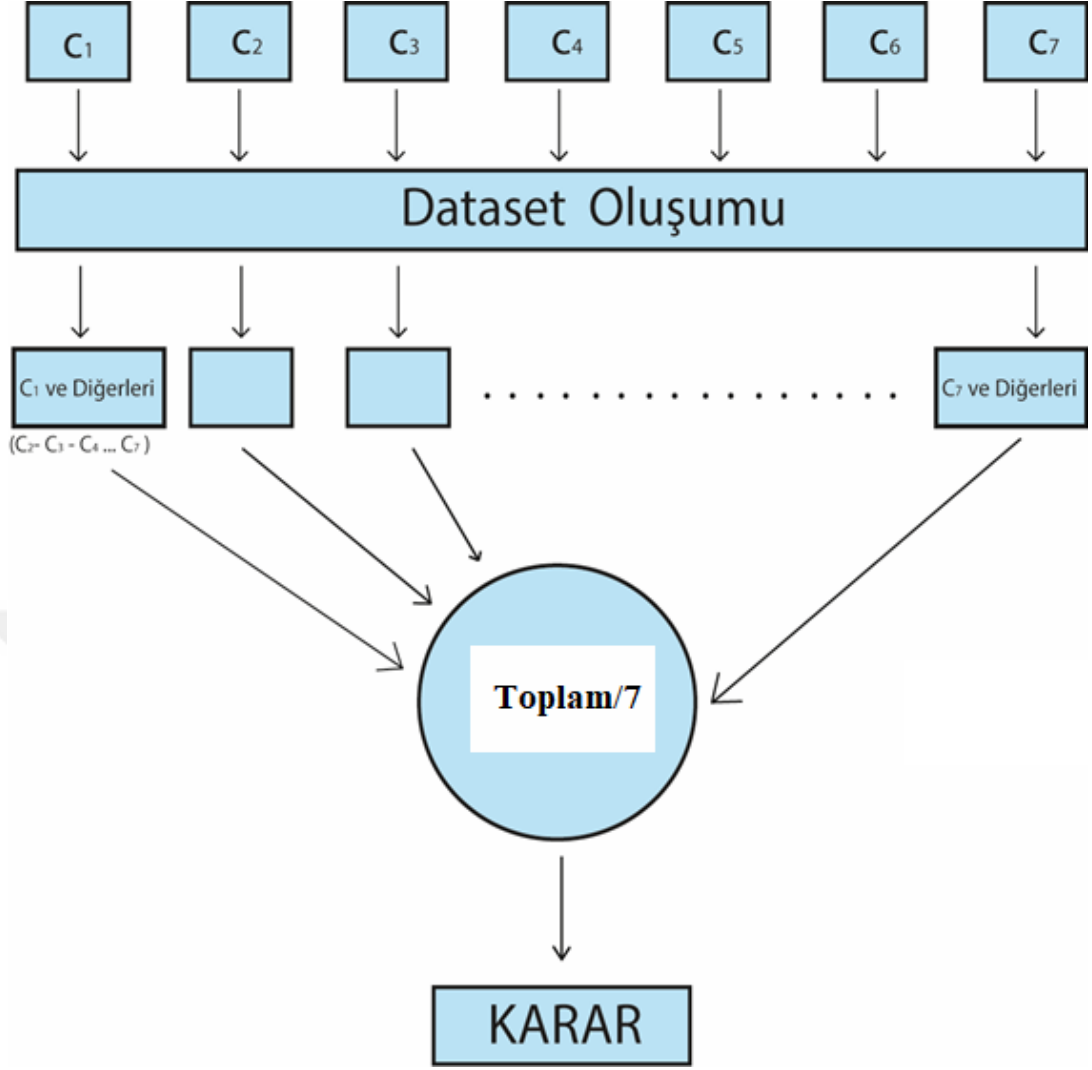 C1 C2 C3 C4 C5 C6 C7
Dataset Oluşumu
C1 ve Diğerleri
C7 ve Diğerleri
(C2- C3 - C4 ... C7 )
Toplam/7
KARAR